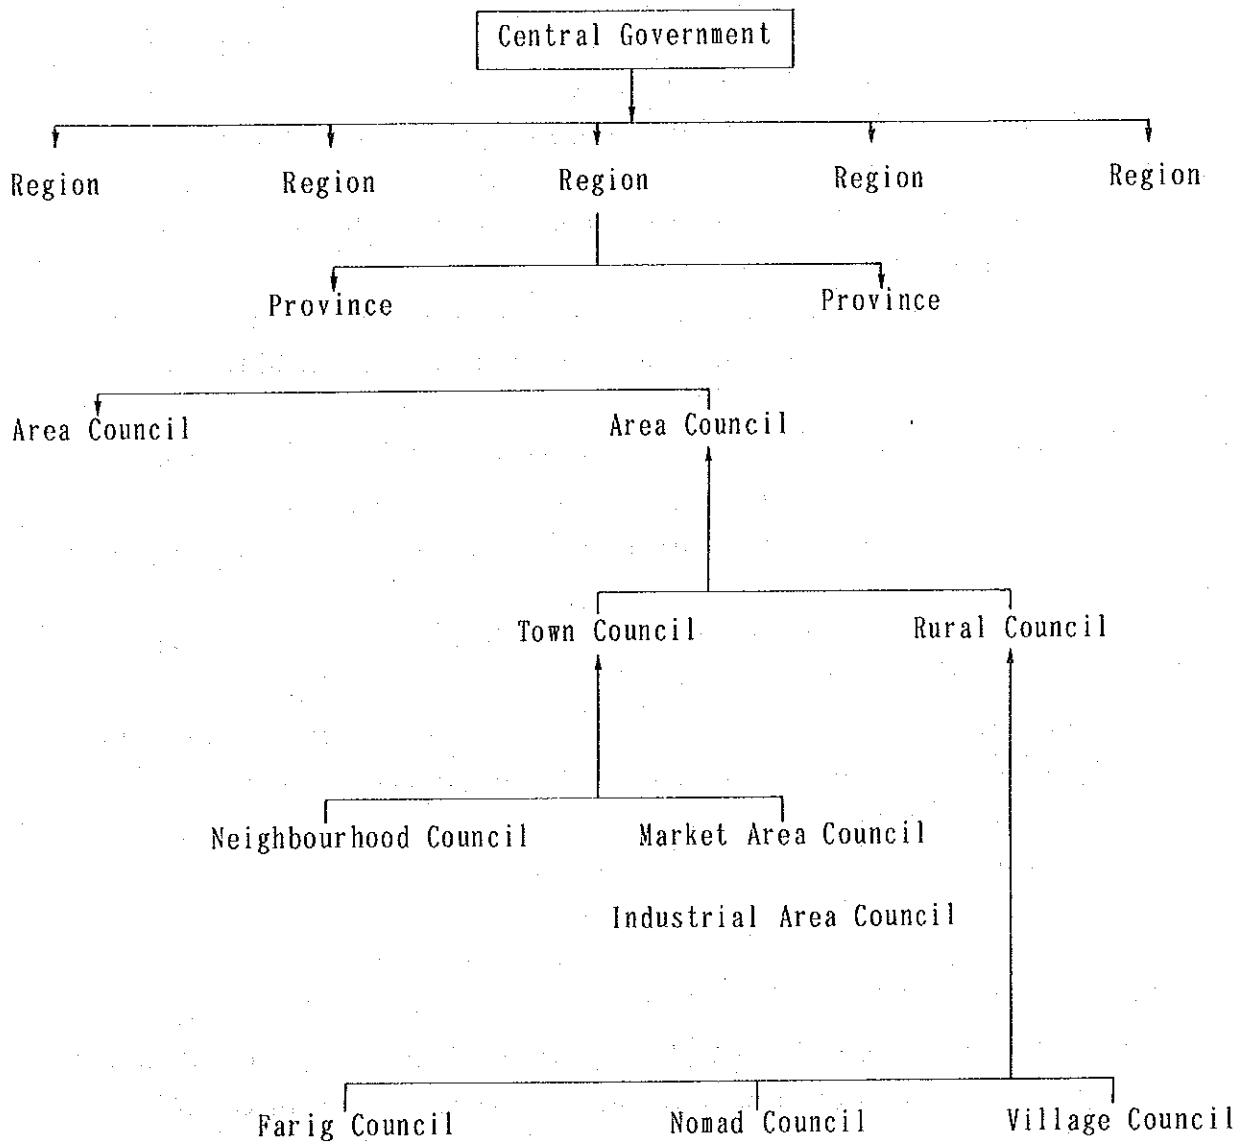 Central Government
Region Region Region Region Region
Province Province
Area Council Area Council
Town Council Rural Council
Neighbourhood Council Market Area Council
Industrial Area Council
Farig Council Nomad Council Village Council